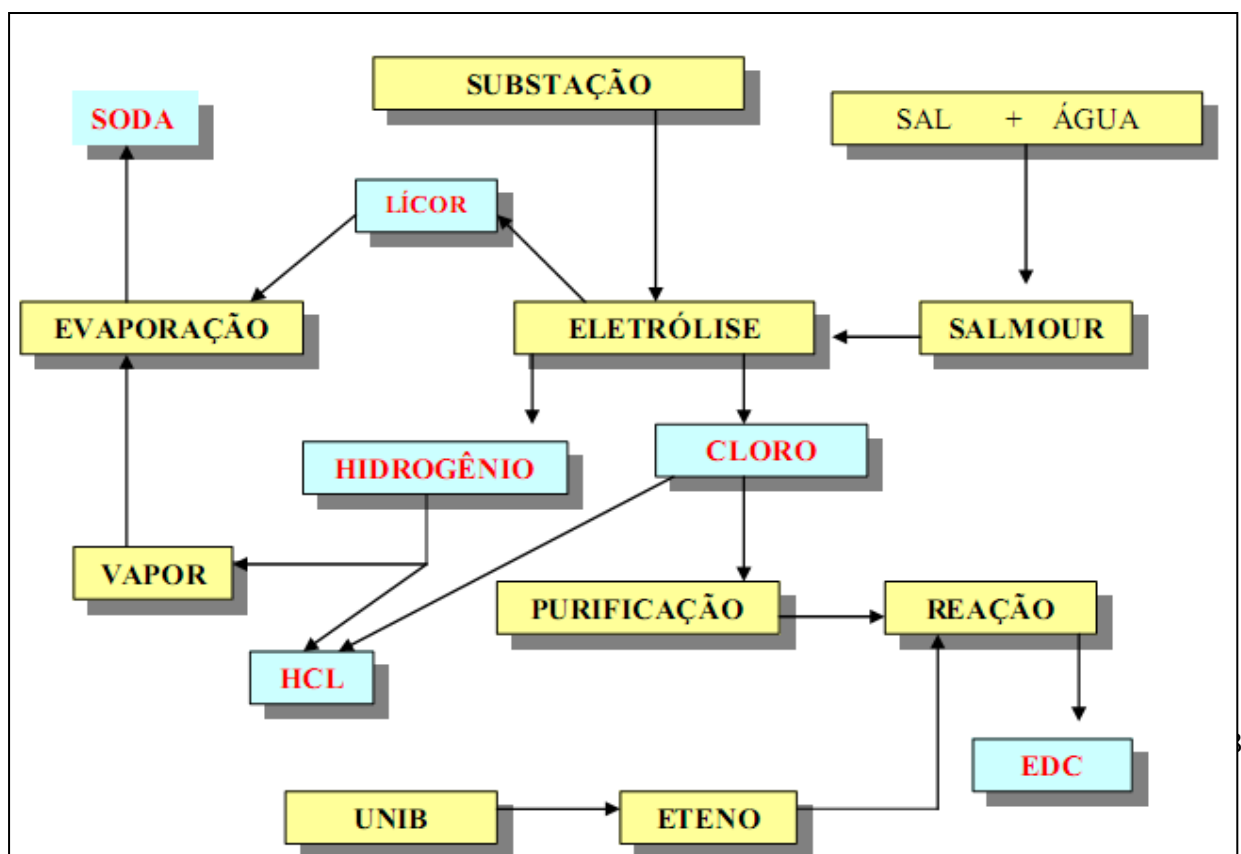 SUBSTAÇÃO
SODA
SAL + ÁGUA
LÍCOR
EVAPORAÇÃO
ELETRÓLISE
SALMOUR
HIDROGÊNIO
CLORO
VAPOR
PURIFICAÇÃO
REAÇÃO
HCL
EDC
UNIB
ETENO